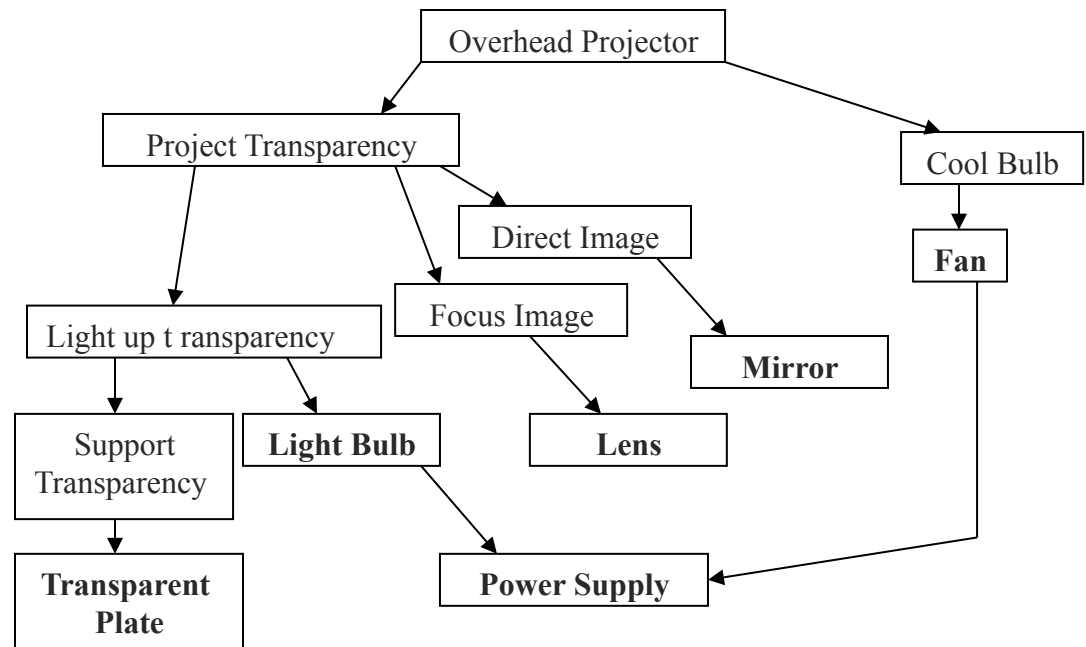 Overhead Projector
Project Transparency
Cool Bulb
Direct Image
Fan
Focus Image
Light up t ransparency
Mirror
Support
Transparency
Light Bulb
Lens
Transparent
Plate
Power Supply